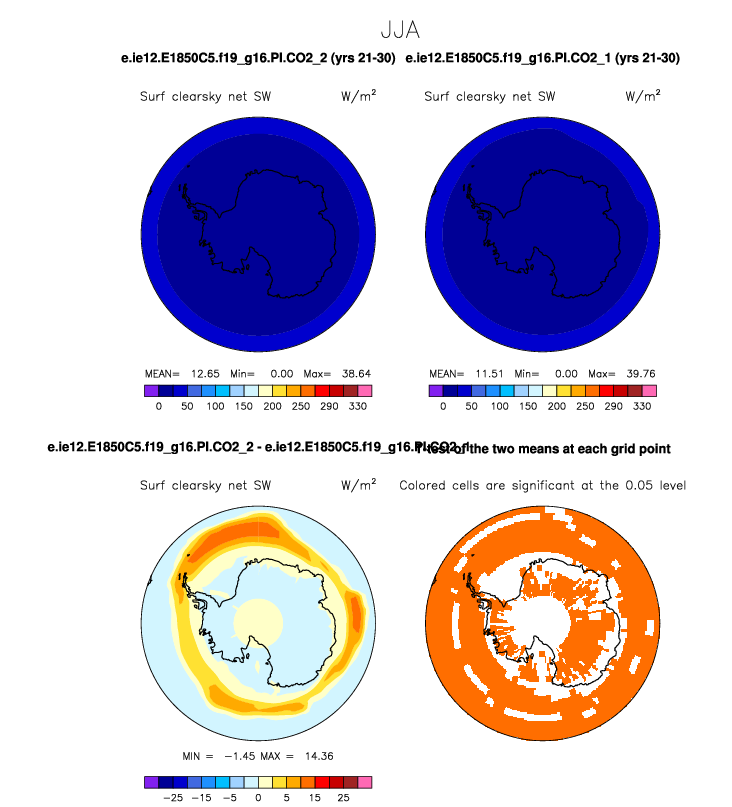 JJA
e.ie12.E1850C5.f19_g16.PI.CO2_2 (yrs 21-30) e.ie12.E1850C5.f19_g16.PI.CO2_1 (yrs 21-30)
Surf clearsky net SW W/m² Surf clearsky net SW W/m²
MEAN= 12.65 Min= 0.00 Max= 38.64 MEAN= 11.51 Min= 0.00 Max= 39.76
0 50 100 150 200 250 290 330 0 50 100 150 200 250 290 330
e.ie12.E1850C5.f19_g16.PI.CO2_2 - e.ie12.E1850C5.f19_g16.PI.CO2_1 T-test of the two means at each grid point
Surf clearsky net SW W/m² Colored cells are significant at the 0.05 level
MIN = -1.45 MAX = 14.36
-25 -15 -5 0 5 15 25